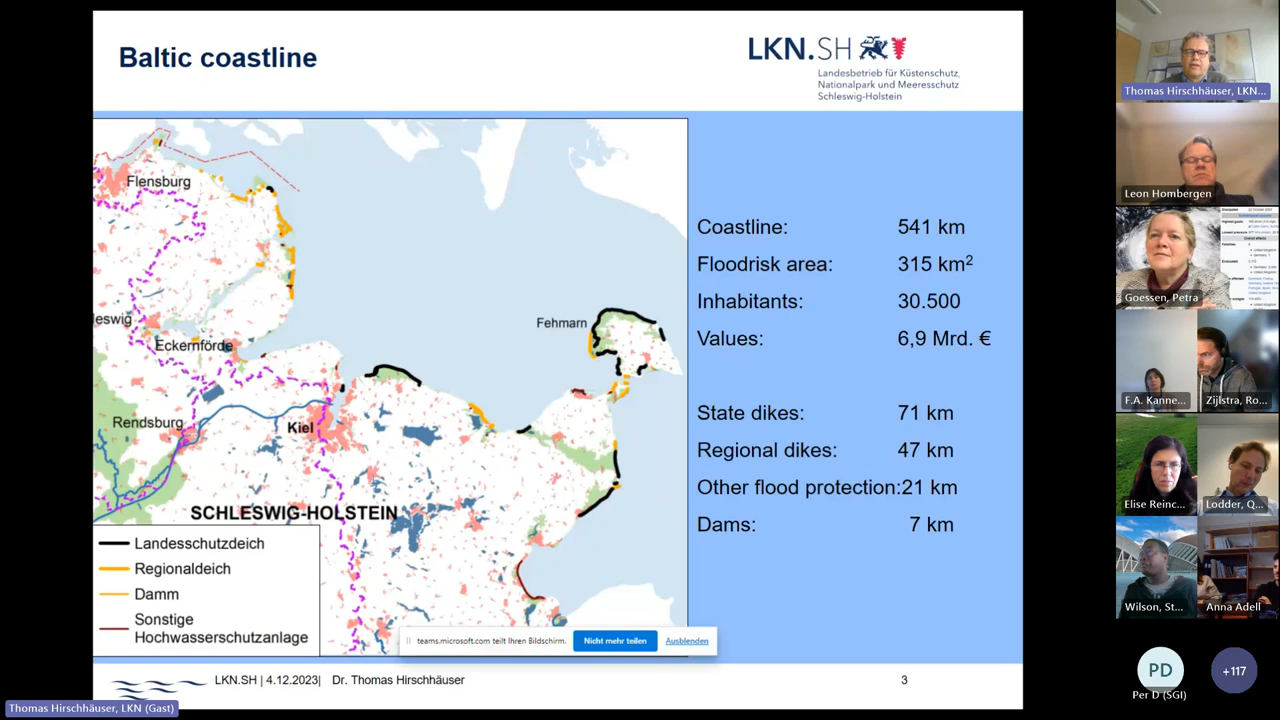 Baltic coastline
LKN.SH
Landesbetrieb für Küstenschutz,
Nationalpark und Meeresschutz
Schleswig-Holstein
Flensburg
leswig
Eckernförde
Rendsburg
Kiel
Fehmarn
SCHLESWIG-HOLSTEIN
Landesschutzdeich
Regionaldeich
Damm
Sonstige
Hochwasserschutzanlage
Coastline: 541 km
Floodrisk area: 315 km²
Inhabitants: 30.500
Values: 6,9 Mrd. €
State dikes: 71 km
Regional dikes: 47 km
Other flood protection:21 km
Dams: 7 km
teams.microsoft.com teilt Ihren Bildschirm.
Nicht mehr teilen
Ausblenden
LKN.SH | 4.12.2023| Dr. Thomas Hirschhäuser
3
Thomas Hirschhäuser, LKN (Gast)
Thomas Hirschhäuser, LKN...
Leon Hombergen
Goessen, Petra
F.A. Kanne...
Zijlstra, Ro...
Elise Reinc...
Lodder, Q...
Wilson, St...
Anna Adell
PD
Per D (SGI)
+117